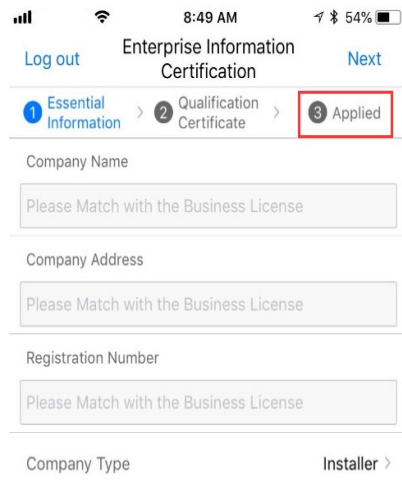 8:49 AM 54%
Log out Enterprise Information Certification Next
1 Essential Information > 2 Qualification Certificate > 3 Applied
Company Name
Please Match with the Business License
Company Address
Please Match with the Business License
Registration Number
Please Match with the Business License
Company Type Installer >